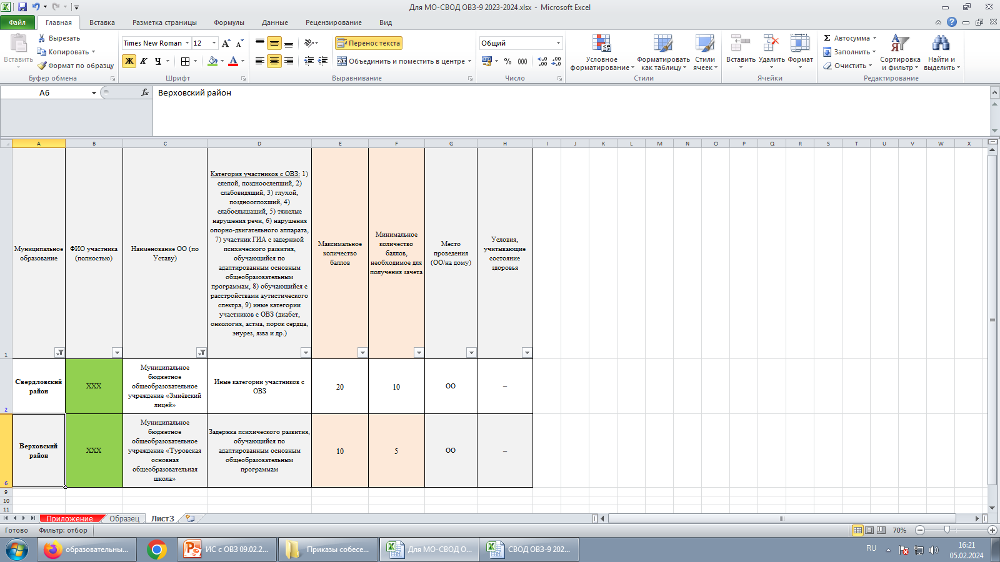 Для МО-СВОД ОВЗ-9 2023-2024.xlsx - Microsoft Excel
Файл Главная Вставка Разметка страницы Формулы Данные Рецензирование Вид
Вставить
Вырезать
Копировать
Формат по образцу
Буфер обмена
Times New Roman 12
Ж К Ч
Шрифт
Перенос текста
Объединить и поместить в центре
Выравнивание
Общий
% 000
Число
Условное форматирование
Форматировать как таблицу
Стили ячеек
Стили
Вставить Удалить Формат
Ячейки
Σ Автосумма
Заполнить
Очистить
Сортировка и фильтр
Найти и выделить
Редактирование
A6 fx Верховский район
A B C D E F G H I J K L M N O P Q R S T U V W X
Муниципальное
образование
ФИО участника
(полностью)
Наименование ОО (по
Уставу)
Категория участников с ОВЗ: 1)
слепой, поздноослепший, 2)
слабовидящий, 3) глухой,
позднооглохший, 4)
слабослышащий, 5) тяжелые
нарушения речи, 6) нарушения
опорно-двигательного аппарата,
7) участник ГИА с задержкой
психического развития,
обучающийся по
адаптированным основным
общеобразовательным
программам, 8) обучающийся с
расстройствами аутистического
спектра, 9) иные категории
участников с ОВЗ (диабет,
онкология, астма, порок сердца,
энурез, язва и др.)
Максимальное
количество
баллов
Минимальное
количество
баллов,
необходимое для
получения зачета
Место
проведения
(ОО/на дому)
Условия,
учитывающие
состояние
здоровья
1
Свердловский
район
XXX
Муниципальное
бюджетное
общеобразовательное
учреждение «Змиёвский
лицей»
Иные категории участников с
ОВЗ
20
10
ОО
–
2
Верховский
район
XXX
Муниципальное
бюджетное
общеобразовательное
учреждение «Туровская
основная
общеобразовательная
школа»
Задержка психического развития,
обучающийся по
адаптированным основным
общеобразовательным
программам
10
5
ОО
–
6
9
10
11
Приложение Образец Лист3
Готово Фильтр: отбор 70%
образовательны... ИС с ОВЗ 09.02.2... Приказы собесе... Для МО-СВОД О... СВОД ОВЗ-9 202... RU 16:21
05.02.2024